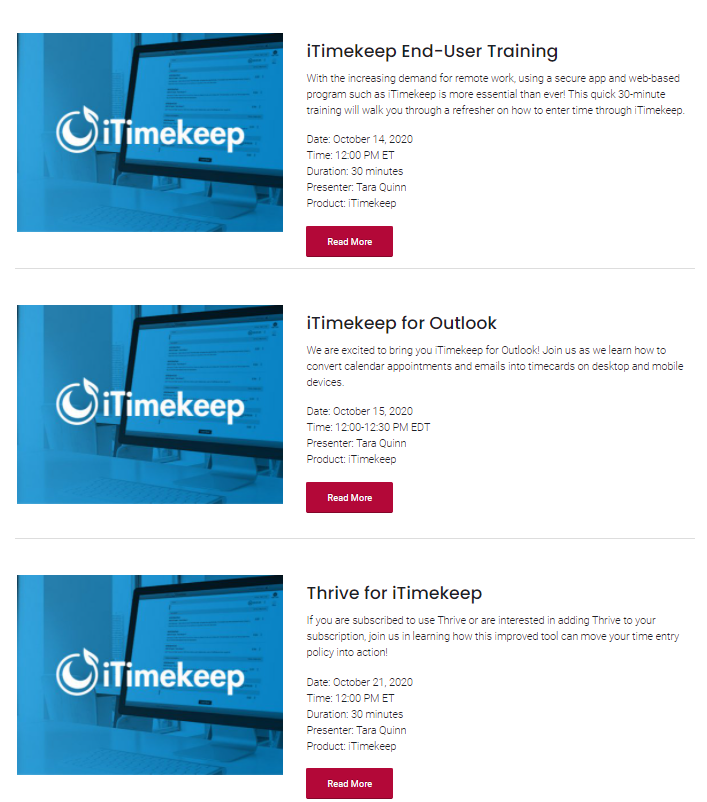 iTimekeep
iTimekeep End-User Training
With the increasing demand for remote work, using a secure app and web-based
program such as iTimekeep is more essential than ever! This quick 30-minute
training will walk you through a refresher on how to enter time through iTimekeep.
Date: October 14, 2020
Time: 12:00 PM ET
Duration: 30 minutes
Presenter: Tara Quinn
Product: iTimekeep
Read More
iTimekeep
iTimekeep for Outlook
We are excited to bring you iTimekeep for Outlook! Join us as we learn how to
convert calendar appointments and emails into timecards on desktop and mobile
devices.
Date: October 15, 2020
Time: 12:00-12:30 PM EDT
Presenter: Tara Quinn
Product: iTimekeep
Read More
iTimekeep
Thrive for iTimekeep
If you are subscribed to use Thrive or are interested in adding Thrive to your
subscription, join us in learning how this improved tool can move your time entry
policy into action!
Date: October 21, 2020
Time: 12:00 PM ET
Duration: 30 minutes
Presenter: Tara Quinn
Product: iTimekeep
Read More